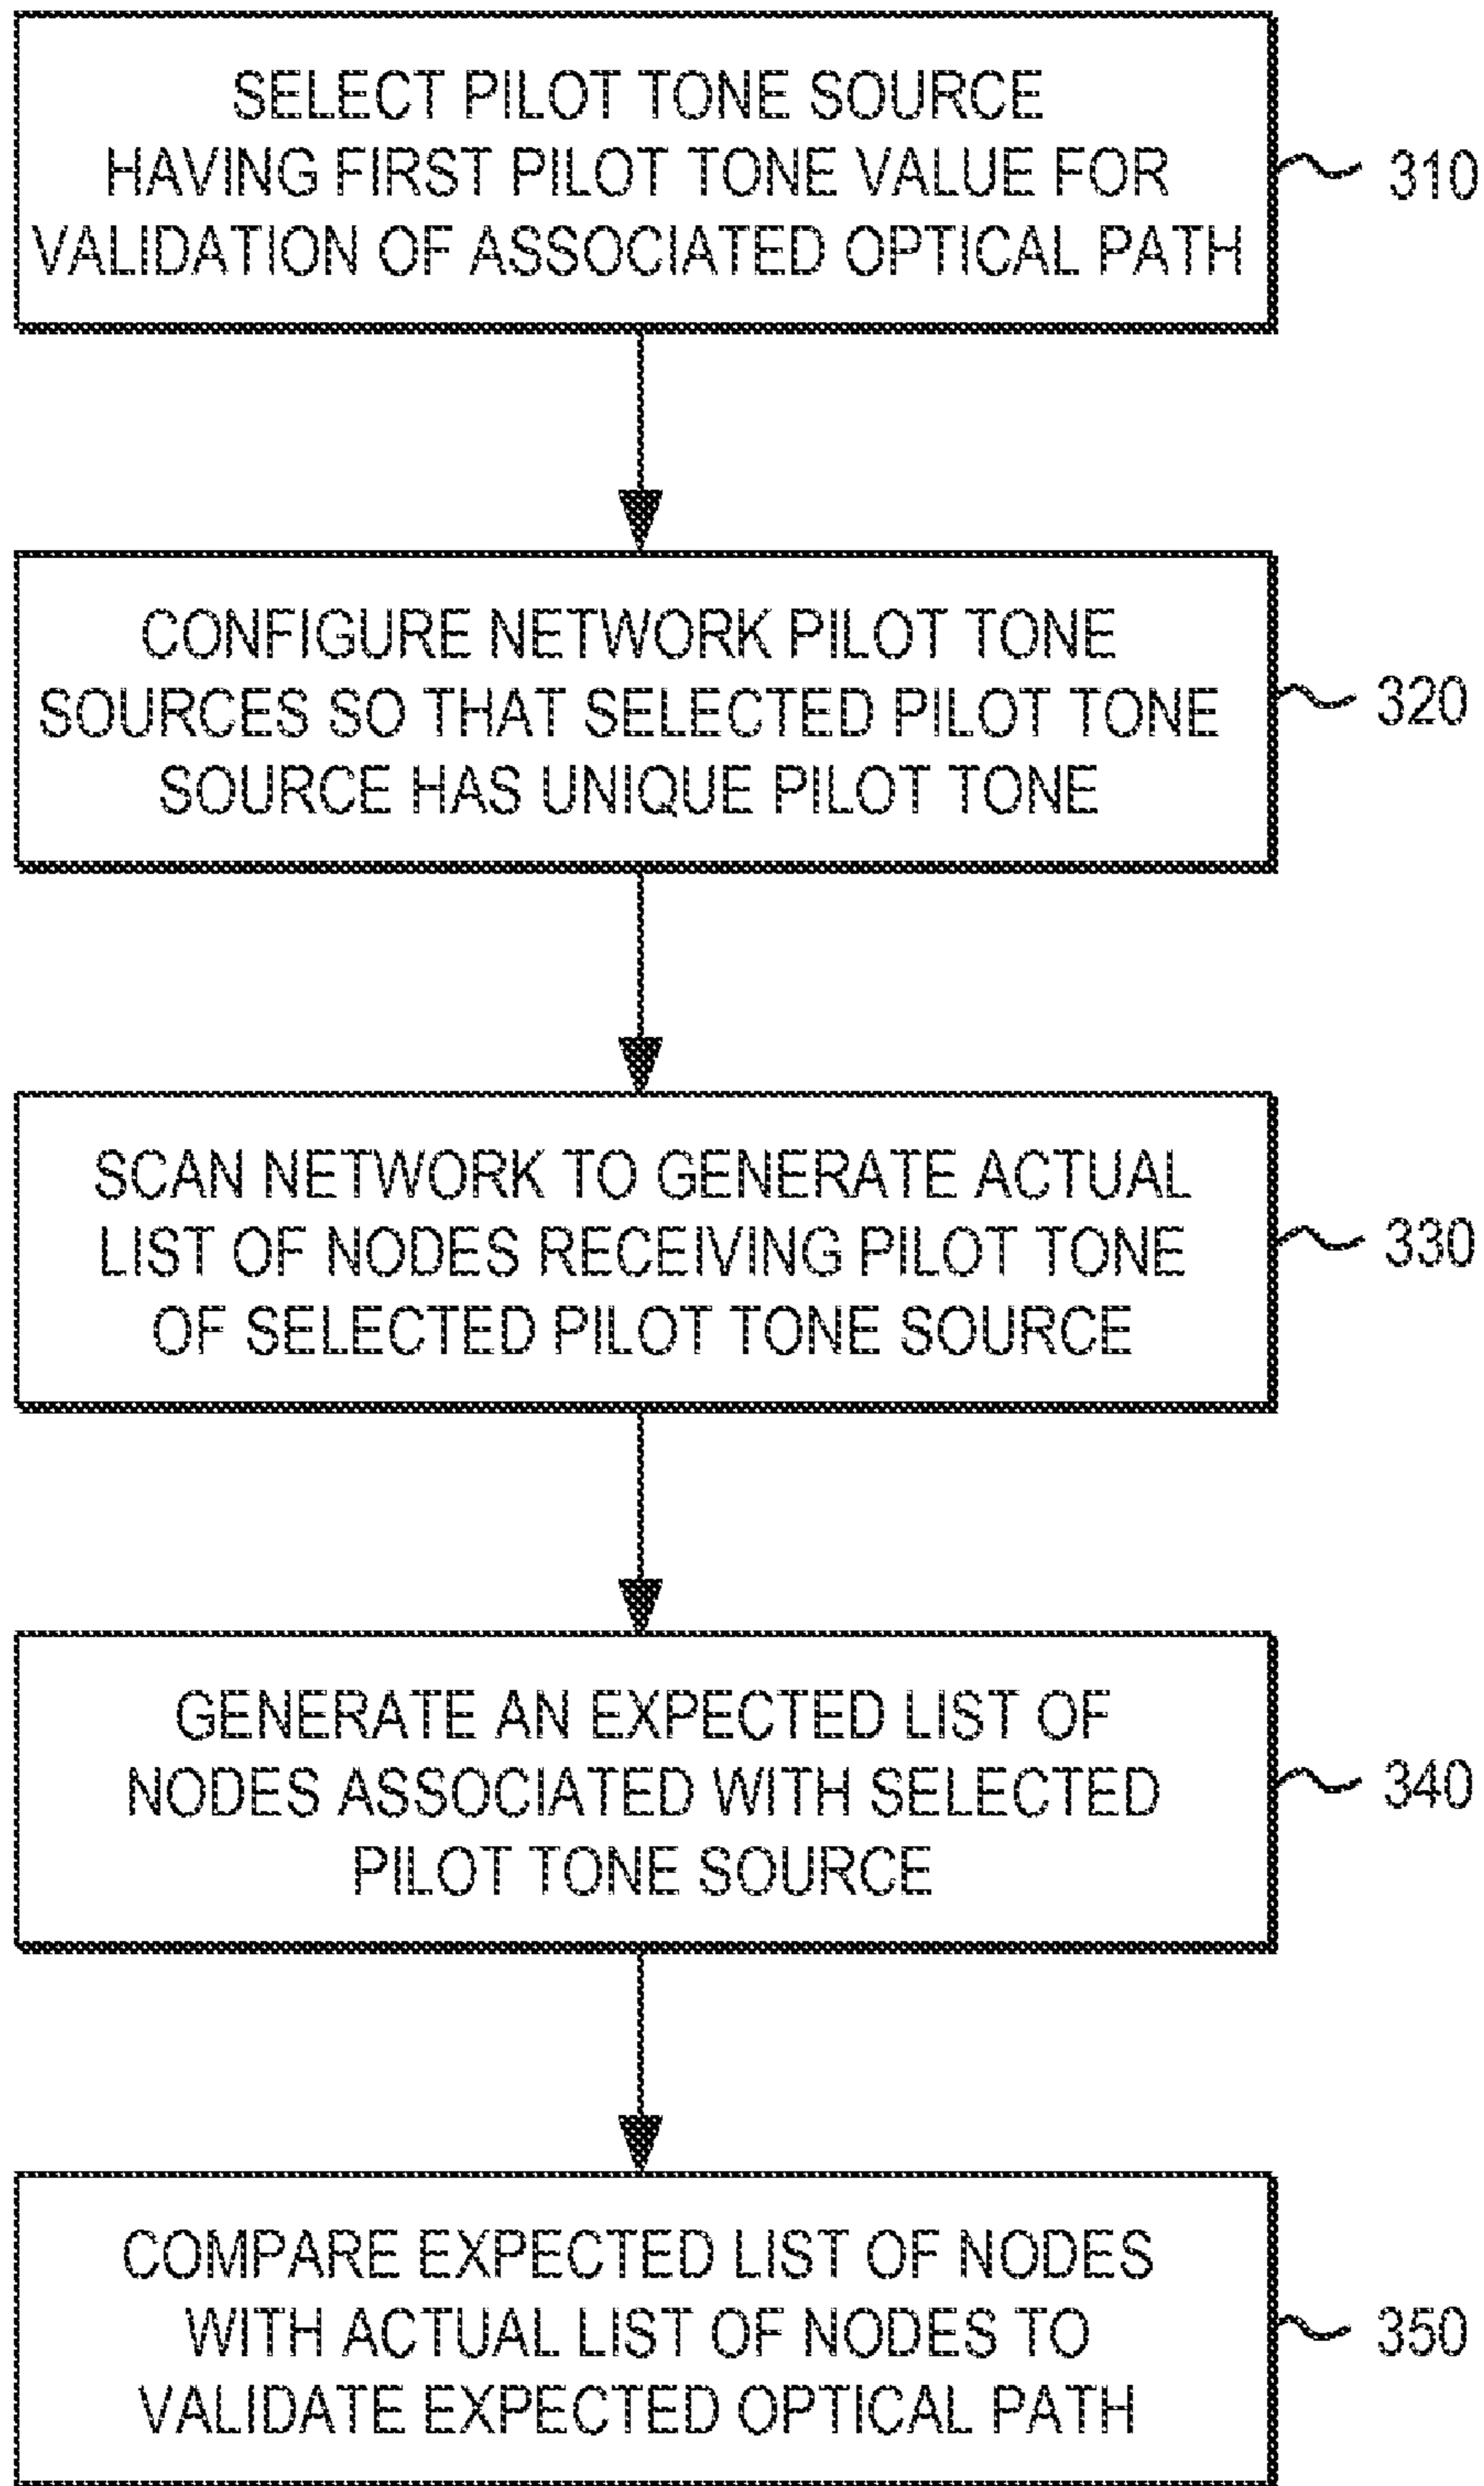 SELECT PILOT TONE SOURCE
HAVING FIRST PILOT TONE VALUE FOR
VALIDATION OF ASSOCIATED OPTICAL PATH
310
CONFIGURE NETWORK PILOT TONE
SOURCES SO THAT SELECTED PILOT TONE
SOURCE HAS UNIQUE PILOT TONE
320
SCAN NETWORK TO GENERATE ACTUAL
LIST OF NODES RECEIVING PILOT TONE
OF SELECTED PILOT TONE SOURCE
330
GENERATE AN EXPECTED LIST OF
NODES ASSOCIATED WITH SELECTED
PILOT TONE SOURCE
340
COMPARE EXPECTED LIST OF NODES
WITH ACTUAL LIST OF NODES TO
VALIDATE EXPECTED OPTICAL PATH
350